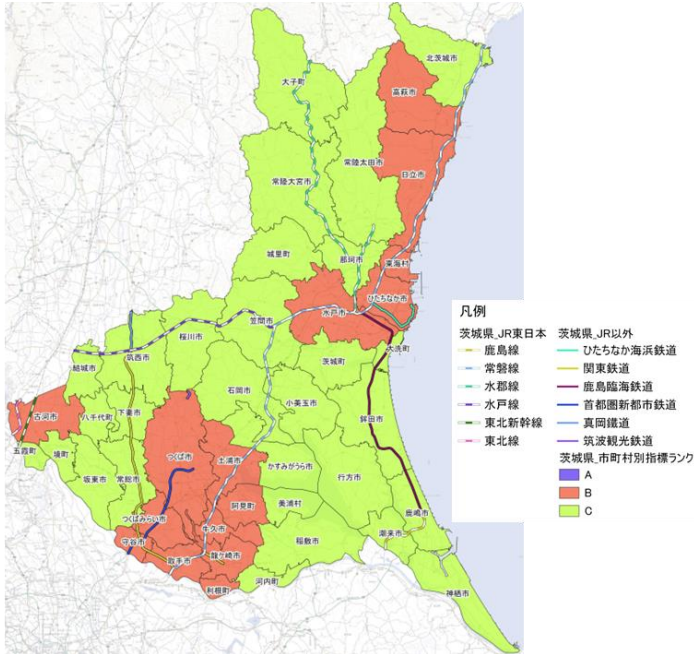 北茨城市
大子町
高萩市
常陸太田市
常陸大宮市
日立市
城里町
那珂市
東海村
ひたちなか市
水戸市
笠間市
桜川市
筑西市
結城市
大洗町
茨城町
石岡市
小美玉市
鉾田市
古河市
八千代町
下妻市
五霞町
境町
坂東市
常総市
つくば市
土浦市
かすみがうら市
行方市
つくばみらい市
阿見町
美浦村
鹿嶋市
潮来市
牛久市
守谷市
取手市
龍ケ崎市
稲敷市
利根町
河内町
神栖市
凡例
茨城県_JR東日本
鹿島線
常磐線
水郡線
水戸線
東北新幹線
東北線
茨城県_JR以外
ひたちなか海浜鉄道
関東鉄道
鹿島臨海鉄道
首都圏新都市鉄道
真岡鐵道
筑波観光鉄道
茨城県_市町村別指標ランク
A
B
C